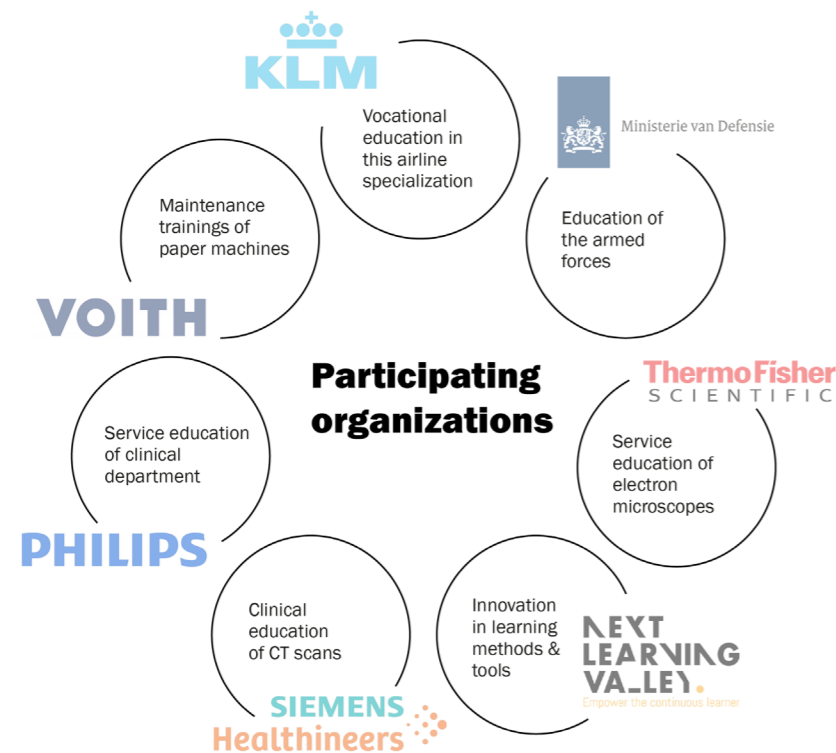 KLM
Vocational
education in
this airline
specialization
Ministerie van Defensie
Education of
the armed
forces
ThermoFisher
SCIENTIFIC
Service
education of
electron
microscopes
NEXT
LEARNING
VALLEY.
Empower the continuous learner
Innovation
in learning
methods &
tools
SIEMENS
Healthineers
Clinical
education
of CT scans
PHILIPS
Service education
of clinical
department
VOITH
Maintenance
trainings of
paper machines
Participating
organizations